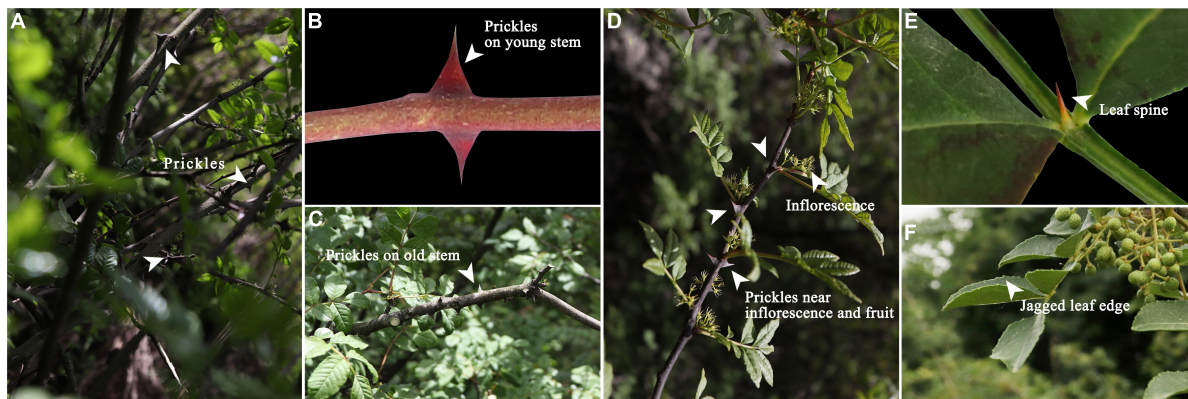 A
Prickles
B
Prickles
on young stem
C
Prickles on old stem
D
Inflorescence
Prickles near
inflorescence and fruit
E
Leaf spine
F
Jagged leaf edge